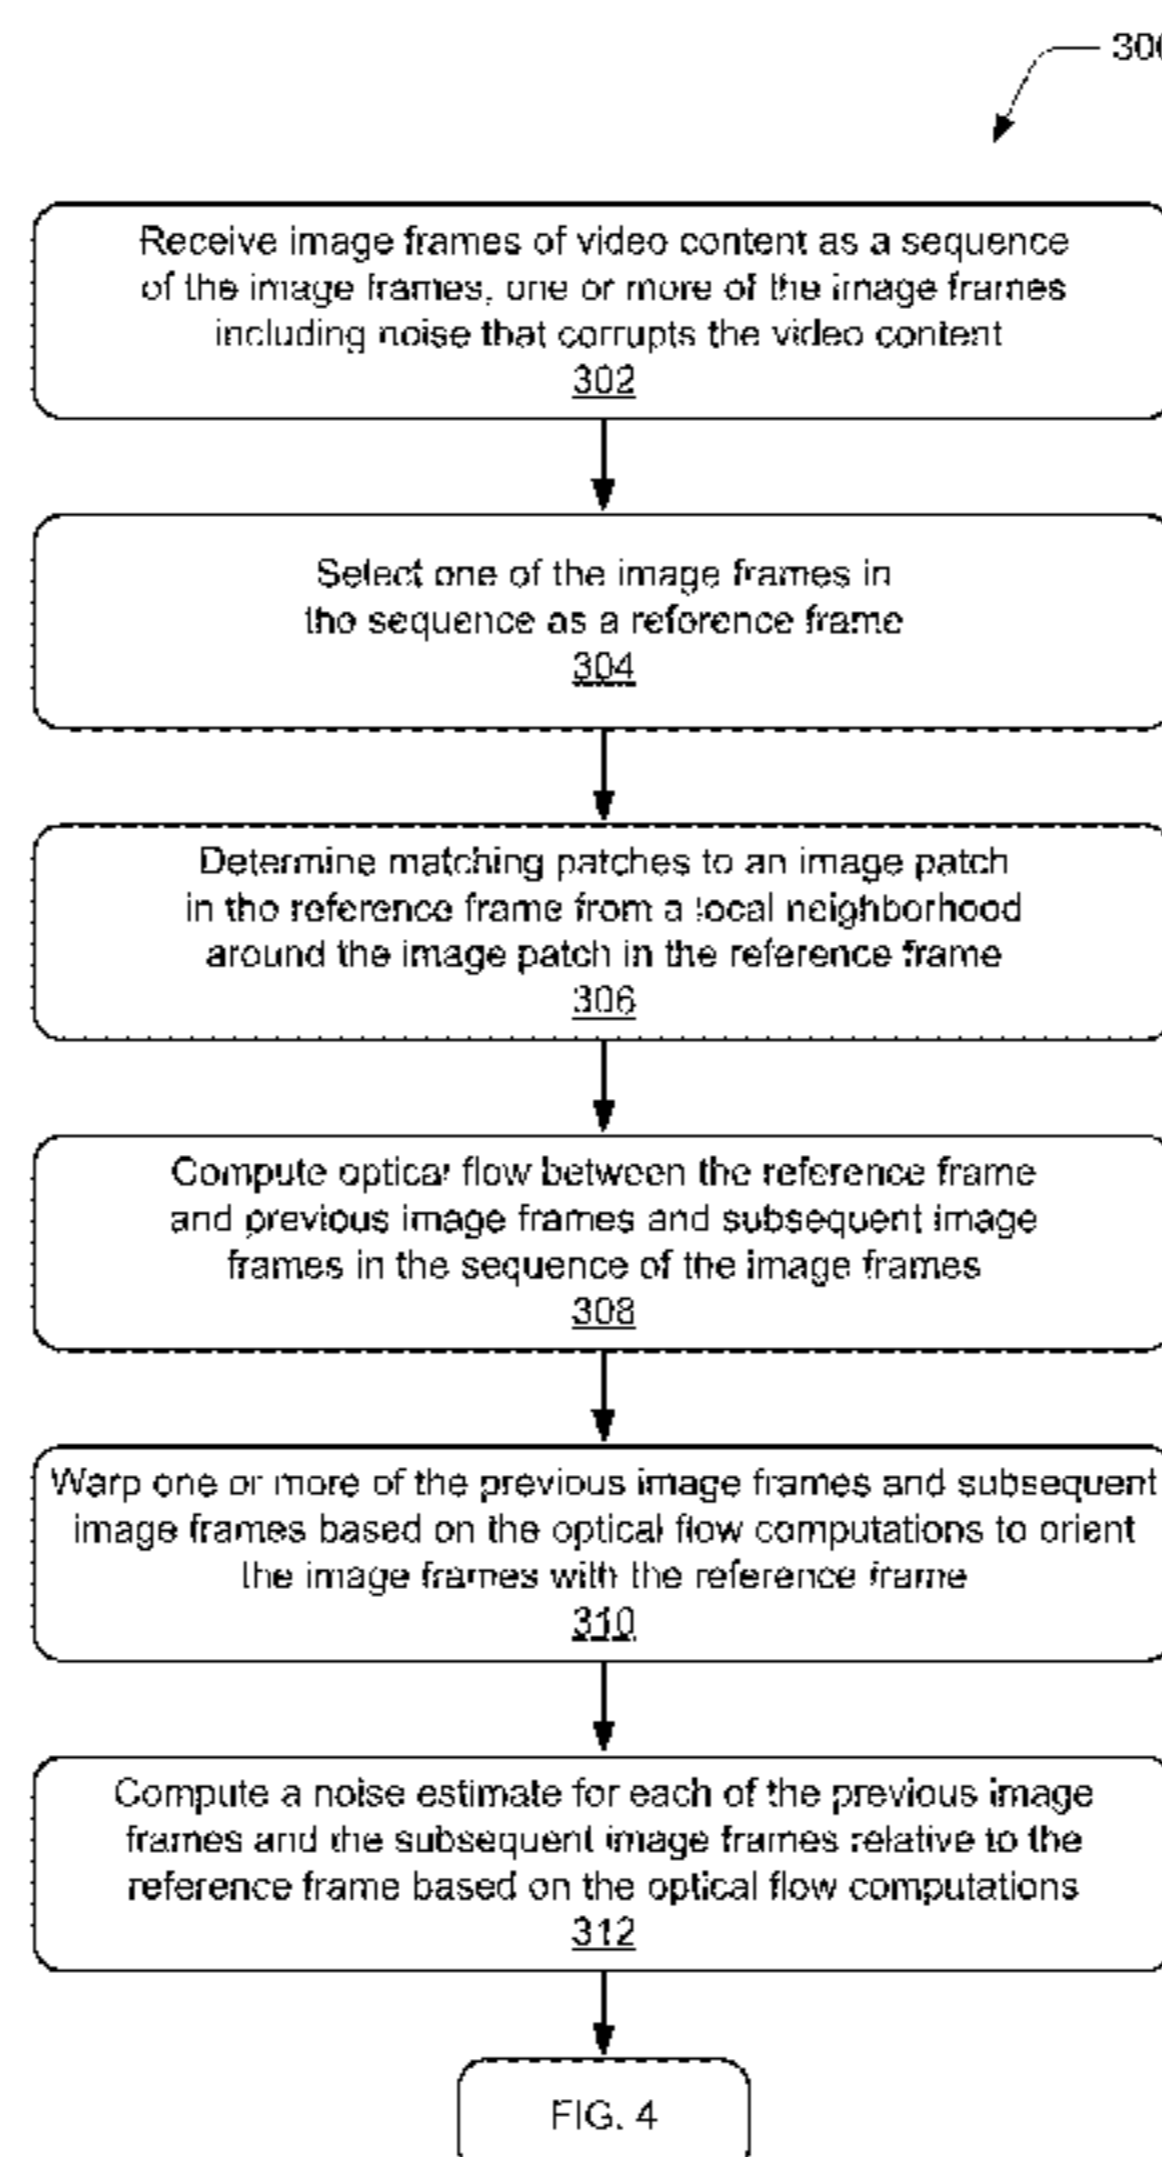 300
Receive image frames of video content as a sequence
of the image frames, one or more of the image frames
including noise that corrupts the video content
302
Select one of the image frames in
the sequence as a reference frame
304
Determine matching patches to an image patch
in the reference frame from a local neighborhood
around the image patch in the reference frame
306
Compute optical flow between the reference frame
and previous image frames and subsequent image
frames in the sequence of the image frames
308
Warp one or more of the previous image frames and subsequent
image frames based on the optical flow computations to orient
the image frames with the reference frame
310
Compute a noise estimate for each of the previous image
frames and the subsequent image frames relative to the
reference frame based on the optical flow computations
312
FIG. 4